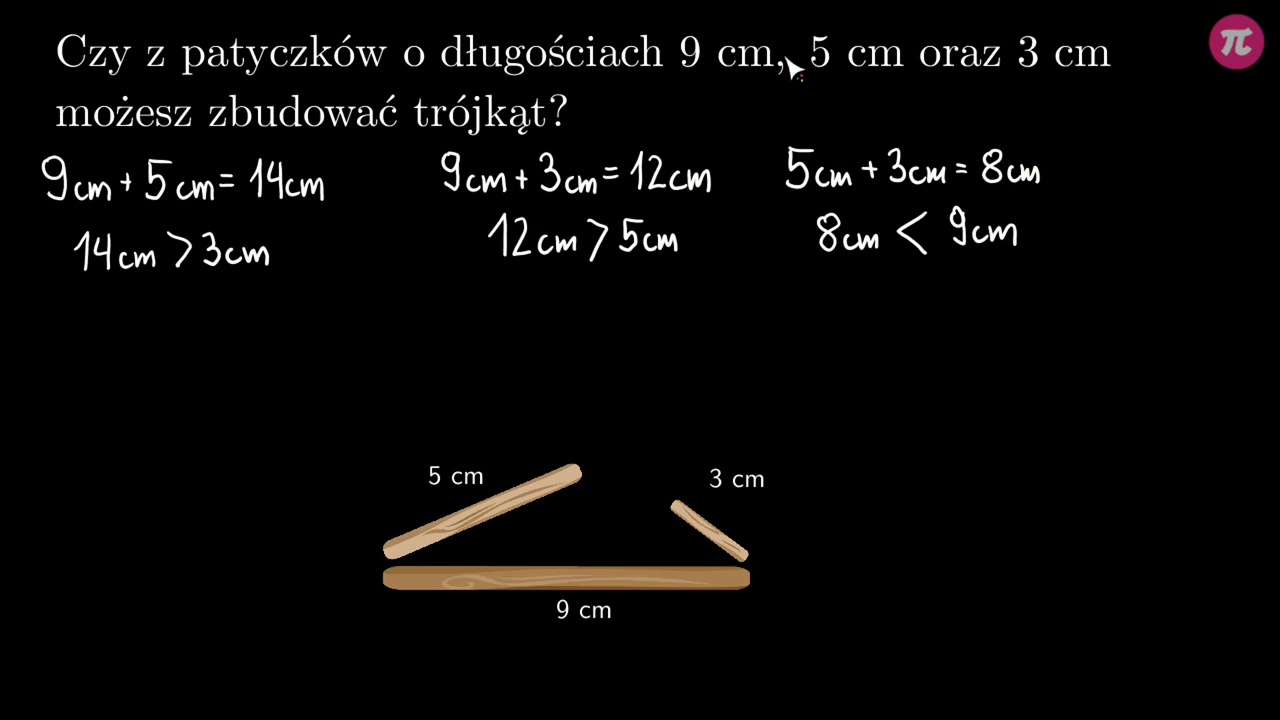 Czy z patyczków o długościach 9 cm, 5 cm oraz 3 cm
możesz zbudować trójkąt?
9cm + 5cm = 14cm
14cm > 3cm
9cm + 3cm = 12cm
12cm > 5cm
5cm + 3cm = 8cm
8cm < 9cm
5 cm
3 cm
9 cm
π